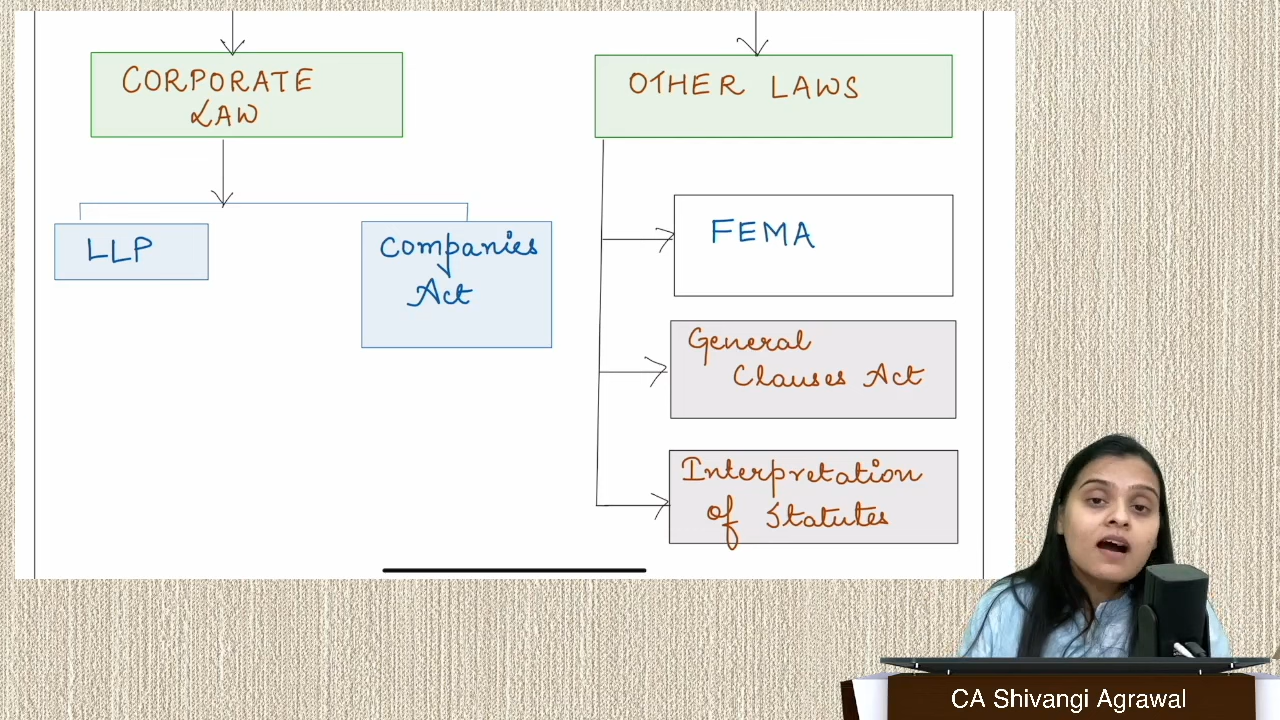 CORPORATE
LAW
LLP
Companies
Act
OTHER LAWS
FEMA
General
Clauses Act
Interpretation
of Statutes
CA Shivangi Agrawal